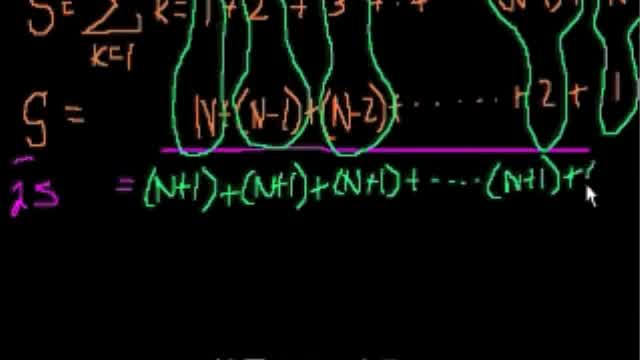 S = ∑ k = 1 + 2 + 3
k=1
S = N + (N-1) + (N-2) + ...... + 2 + 1
2S = (N+1) + (N+1) + (N+1) + .... (N+1) + (